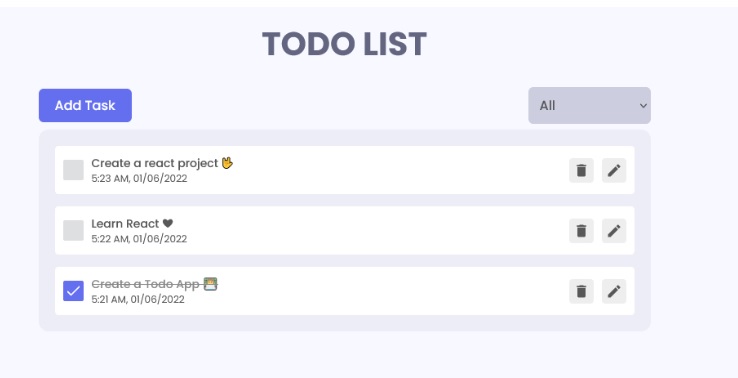 TODO LIST
Add Task
All
Create a react project 🖖
5:23 AM, 01/06/2022
Learn React ❤
5:22 AM, 01/06/2022
Create a Todo App
5:21 AM, 01/06/2022